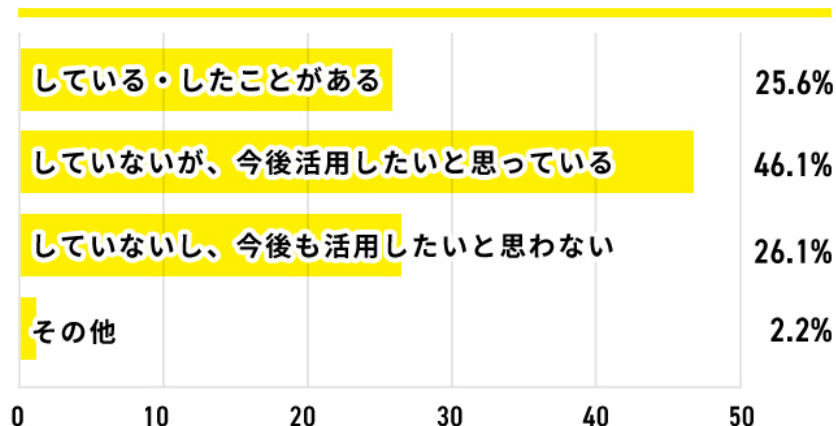 している・したことがある 25.6%
していないが、今後活用したいと思っている 46.1%
していないし、今後も活用したいと思わない 26.1%
その他 2.2%
0 10 20 30 40 50